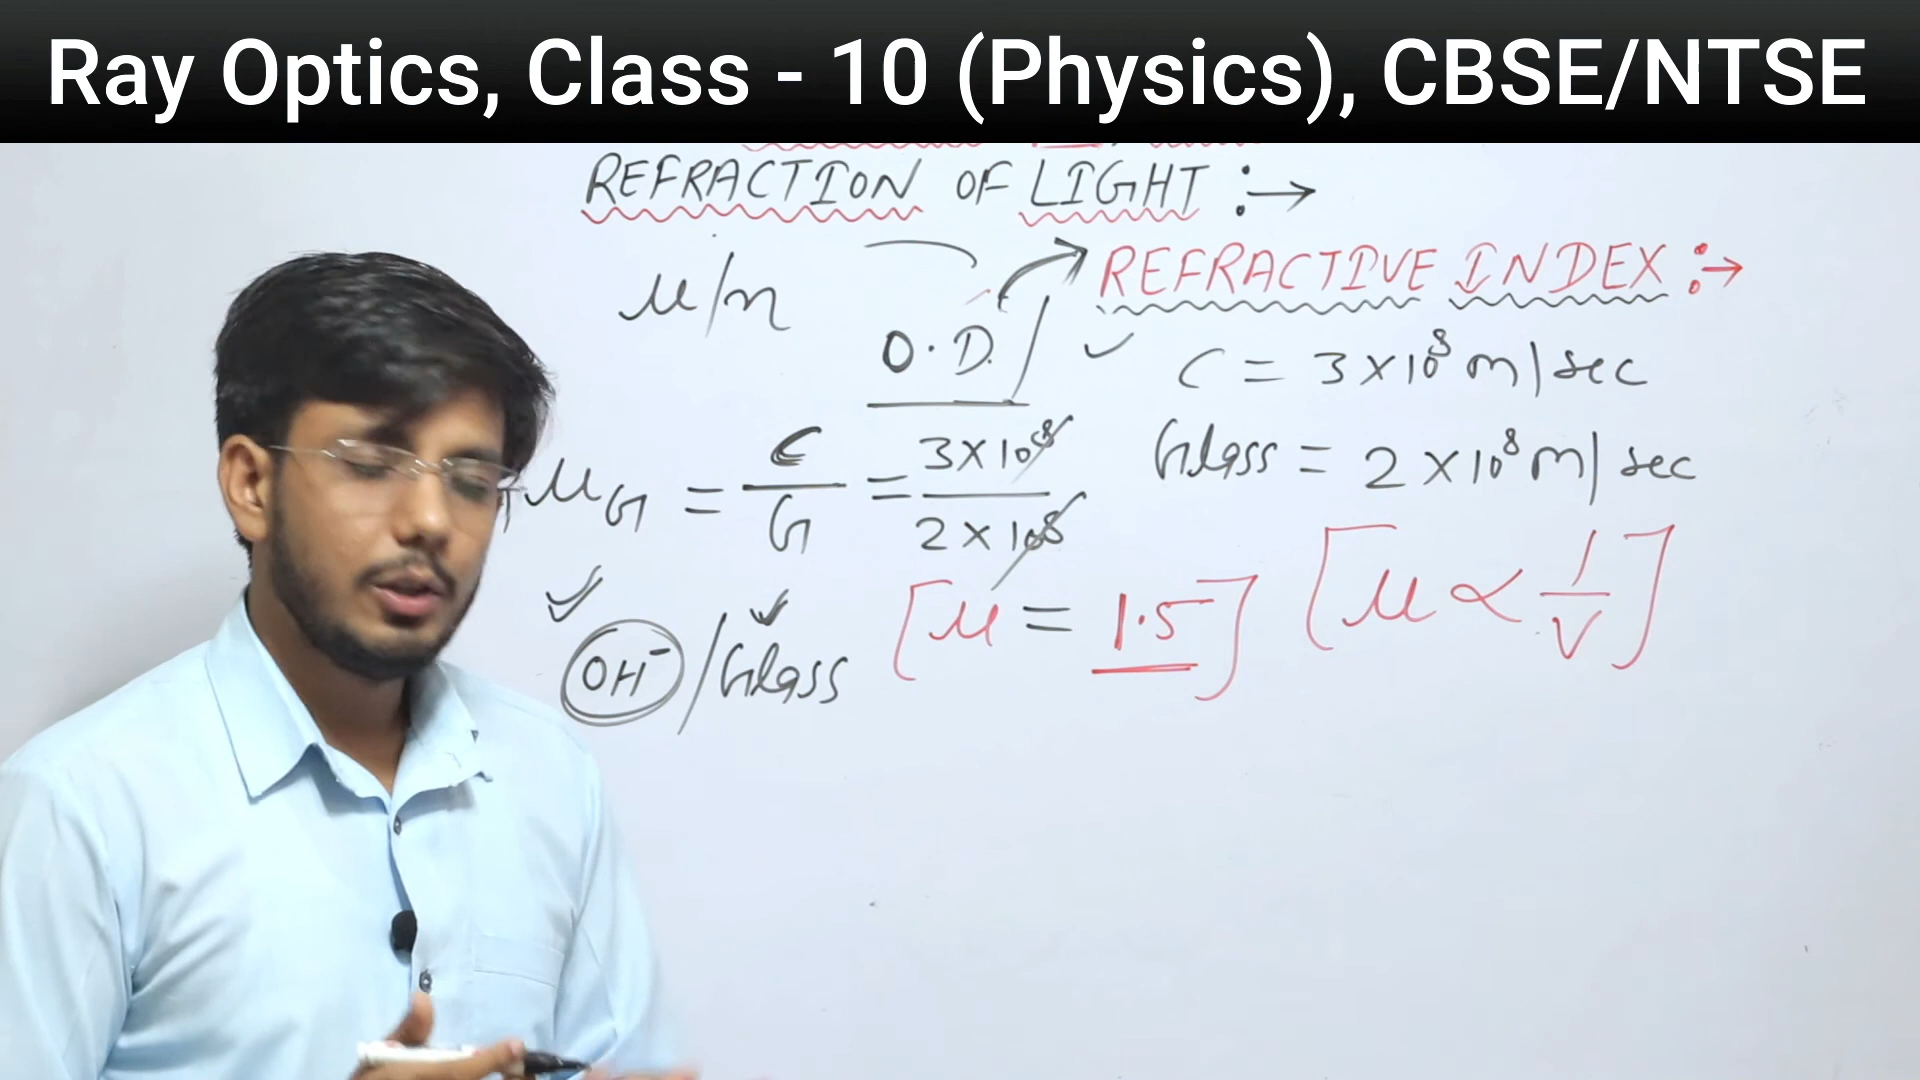 Ray Optics, Class - 10 (Physics), CBSE/NTSE
REFRACTION OF LIGHT :→
μ/n
REFRACTIVE INDEX :→
O.D.
C = 3×10⁸ m/sec
Glass = 2×10⁸ m/sec
μG = C/G = 3×10⁸/2×10⁸
[μ = 1.5]
[μ ∝ 1/v]
OH⁻/Glass